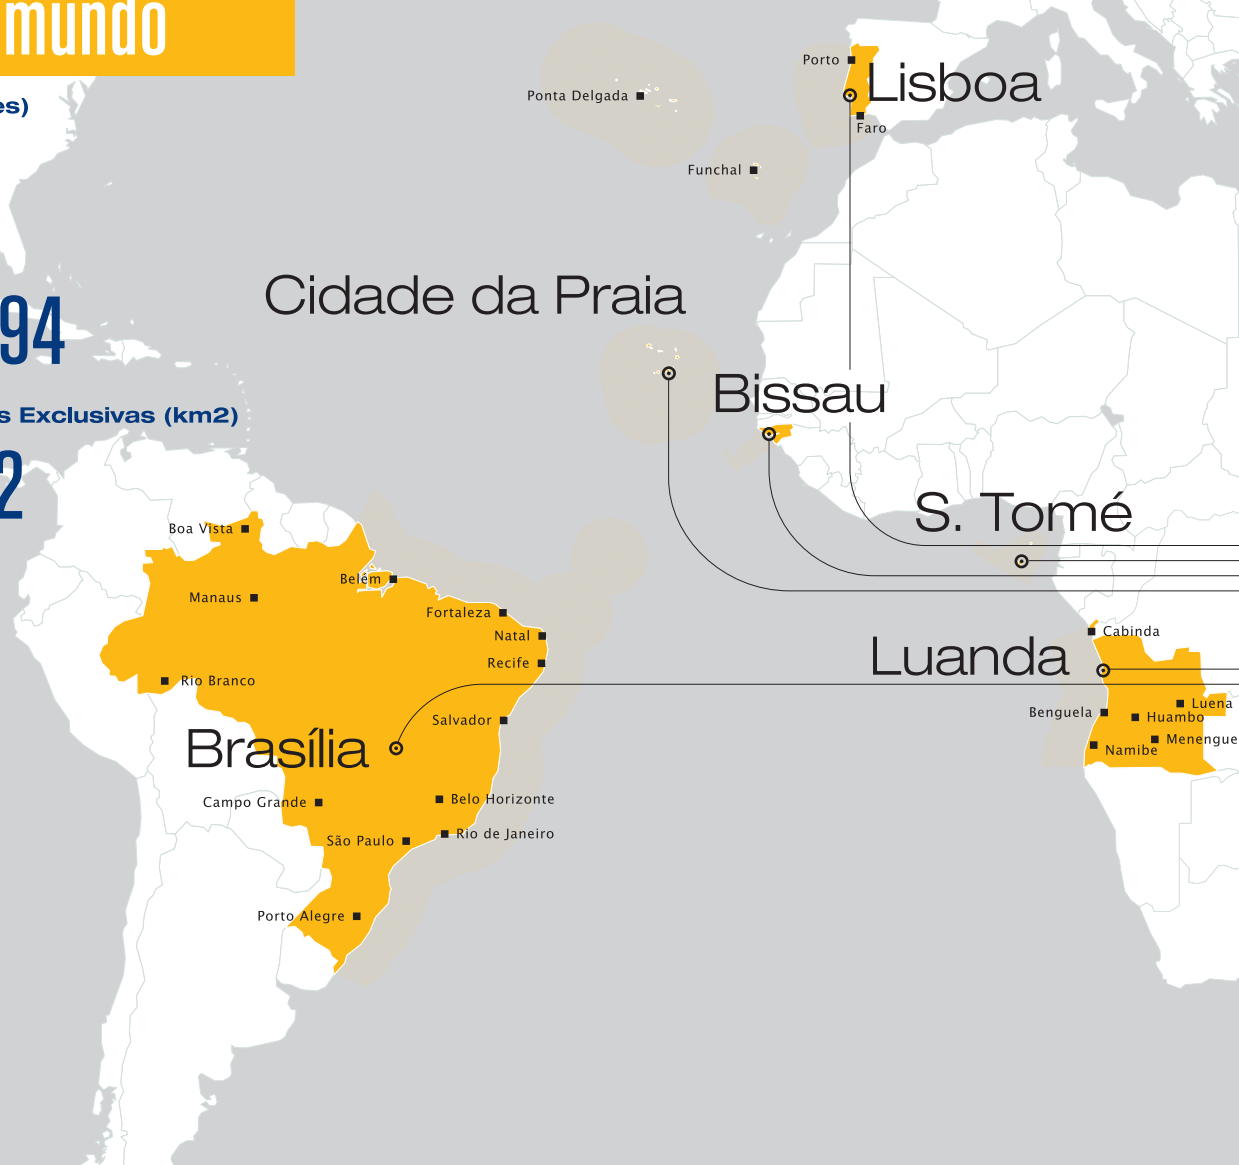 mundo
es)
94
s Exclusivas (km2)
2
Porto
Lisboa
Ponta Delgada
Faro
Funchal
Cidade da Praia
Bissau
S. Tomé
Boa Vista
Belém
Manaus
Fortaleza
Natal
Cabinda
Recife
Luanda
Rio Branco
Luena
Benguela
Huambo
Salvador
Menengue
Brasília
Namibe
Campo Grande
Belo Horizonte
São Paulo
Rio de Janeiro
Porto Alegre